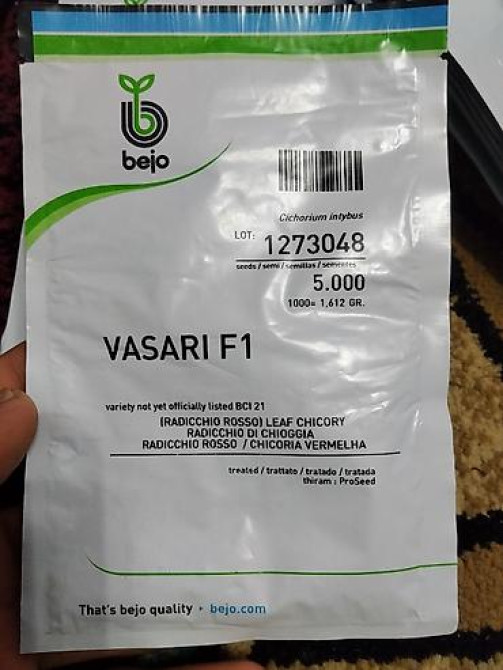 bejo
Cichorium intybus
LOT: 1273048
seeds / semi / semillas / sementes
5.000
1000= 1,612 GR.
VASARI F1
variety not yet officially listed BCI 21
(RADICCHIO ROSSO) LEAF CHICORY
RADICCHIO DI CHIOGGIA
RADICCHIO ROSSO / CHICORIA VERMELHA
treated / trattato / tratado / tratada
thiram : ProSeed
That's bejo quality • bejo.com